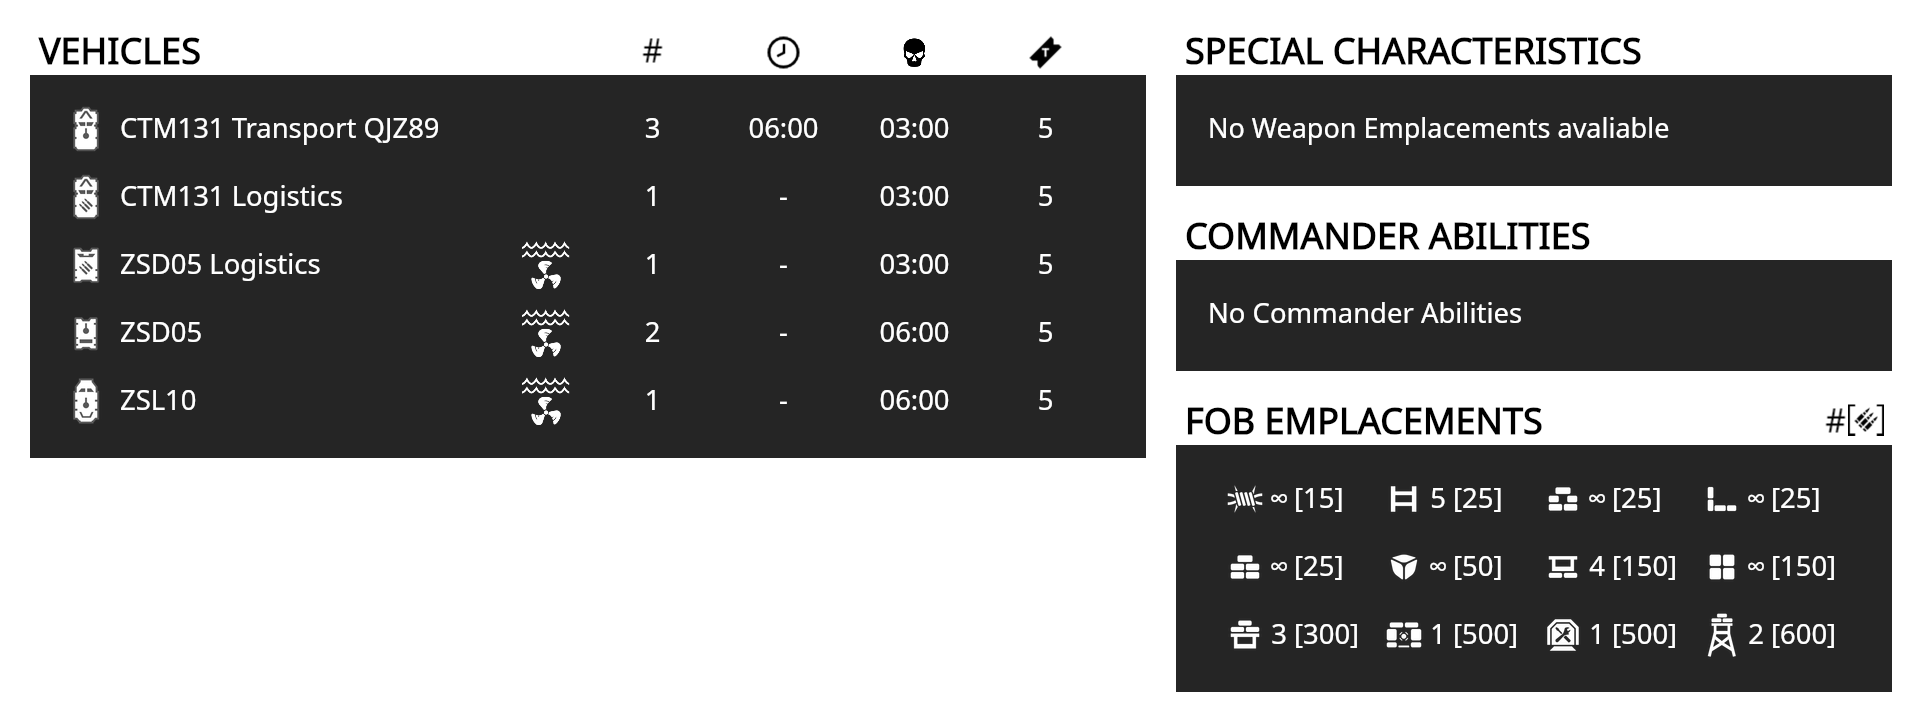 VEHICLES #
CTM131 Transport QJZ89 3 06:00 03:00 5
CTM131 Logistics 1 - 03:00 5
ZSD05 Logistics 1 - 03:00 5
ZSD05 2 - 06:00 5
ZSL10 1 - 06:00 5
SPECIAL CHARACTERISTICS
No Weapon Emplacements avaliable
COMMANDER ABILITIES
No Commander Abilities
FOB EMPLACEMENTS #[ ]
∞ [15] 5 [25] ∞ [25] ∞ [25]
∞ [25] ∞ [50] 4 [150] ∞ [150]
3 [300] 1 [500] 1 [500] 2 [600]